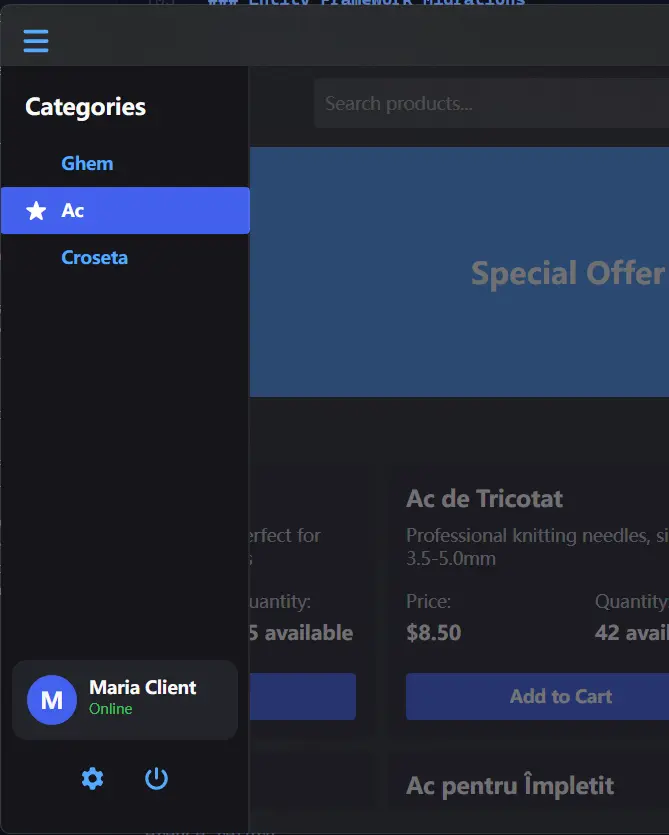 ### Entity Framework Migrations
Categories
Search products...
Ghem
Ac
Croseta
Special Offer
Ac de Tricotat
erfect for
Professional knitting needles, si
3.5-5.0mm
uantity:
Price:
Quantity
5 available
$8.50
42 avail
Add to Cart
M
Maria Client
Online
Ac pentru Împletit